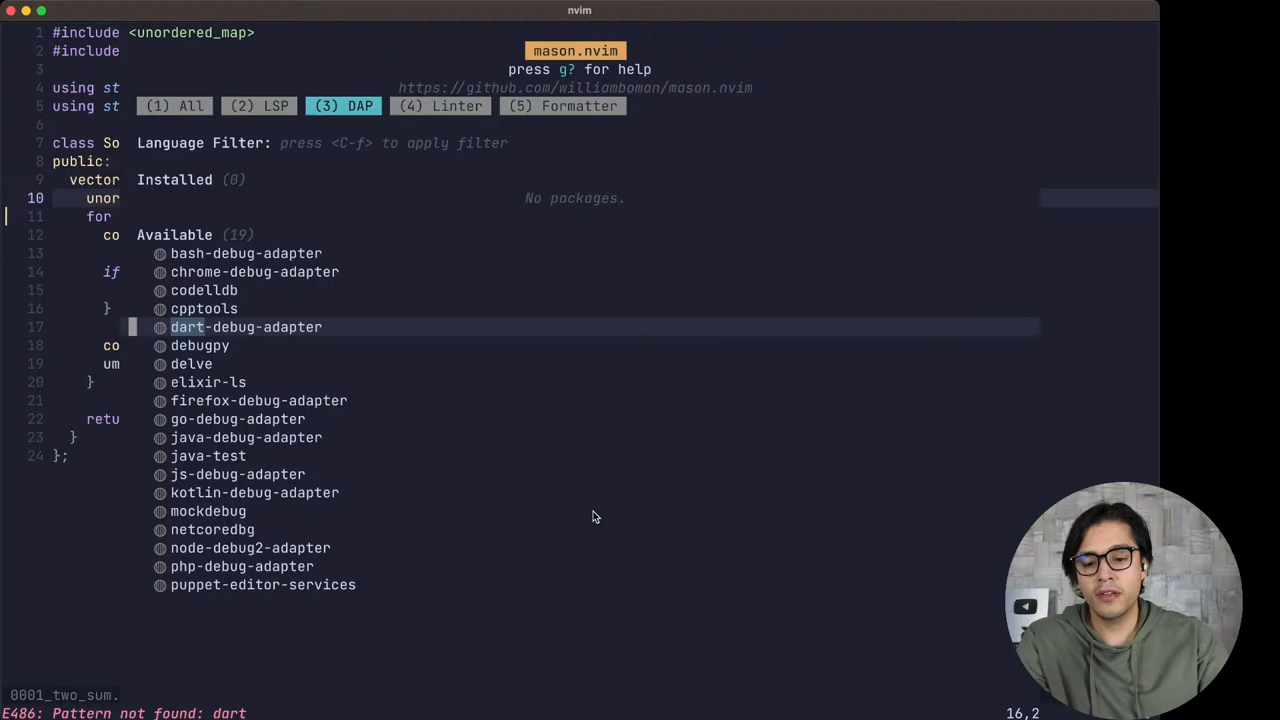 nvim
1 #include <unordered_map>
2 #include mason.nvim
3 press g? for help
4 using st https://github.com/williamboman/mason.nvim
5 using st (1) All (2) LSP (3) DAP (4) Linter (5) Formatter
6
7 class So Language Filter: press <C-f> to apply filter
8 public:
9 vector Installed (0)
10 unor No packages.
11 for
12 co Available (19)
13 bash-debug-adapter
14 if chrome-debug-adapter
15 codelldb
16 } cpptools
17 dart-debug-adapter
18 co debugpy
19 um delve
20 } elixir-ls
21 firefox-debug-adapter
22 retu go-debug-adapter
23 } java-debug-adapter
24 }; java-test
js-debug-adapter
kotlin-debug-adapter
mockdebug
netcoredbg
node-debug2-adapter
php-debug-adapter
puppet-editor-services
0001_two_sum.
E486: Pattern not found: dart 16,2